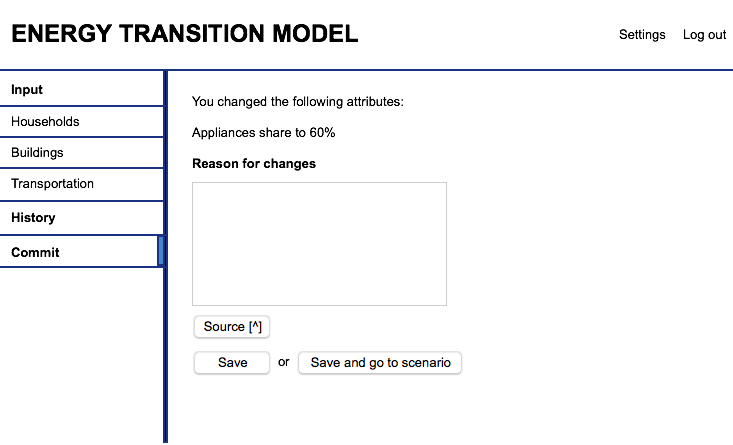 ENERGY TRANSITION MODEL
Settings Log out
Input
Households
Buildings
Transportation
History
Commit
You changed the following attributes:
Appliances share to 60%
Reason for changes
Source [^]
Save or Save and go to scenario